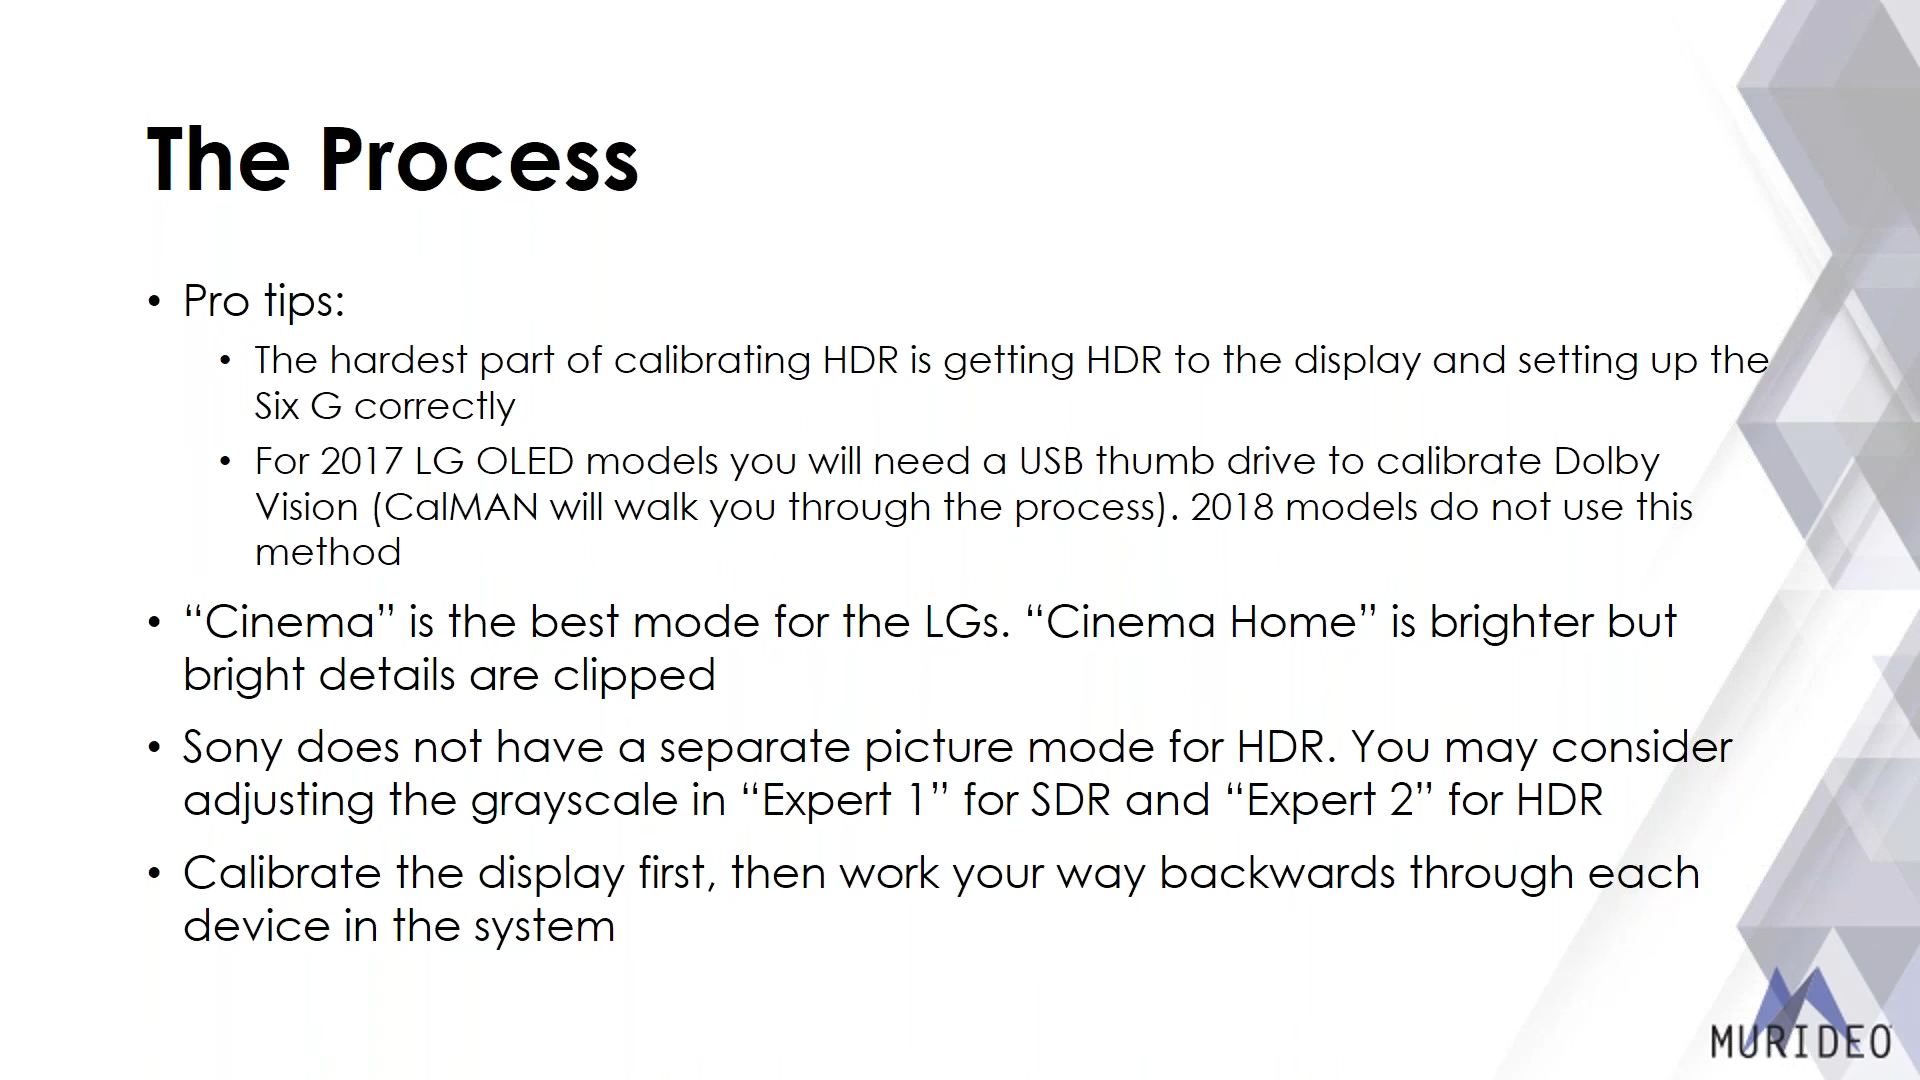 The Process
• Pro tips:
• The hardest part of calibrating HDR is getting HDR to the display and setting up the
Six G correctly
• For 2017 LG OLED models you will need a USB thumb drive to calibrate Dolby
Vision (CalMAN will walk you through the process). 2018 models do not use this
method
• “Cinema” is the best mode for the LGs. “Cinema Home” is brighter but
bright details are clipped
• Sony does not have a separate picture mode for HDR. You may consider
adjusting the grayscale in “Expert 1” for SDR and “Expert 2” for HDR
• Calibrate the display first, then work your way backwards through each
device in the system
MURIDEO